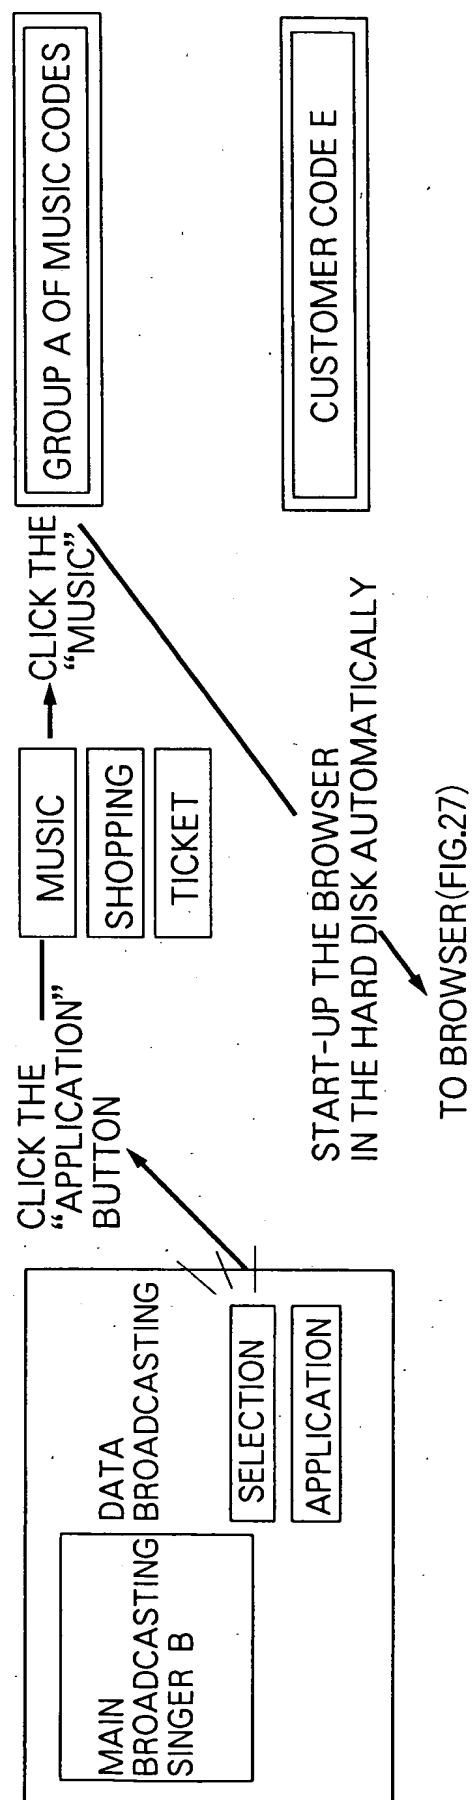 MAIN
BROADCASTING
SINGER B
DATA
BROADCASTING
SELECTION
APPLICATION
CLICK THE
“APPLICATION”
BUTTON
MUSIC
SHOPPING
TICKET
CLICK THE
“MUSIC”
GROUP A OF MUSIC CODES
START-UP THE BROWSER
IN THE HARD DISK AUTOMATICALLY
TO BROWSER(FIG.27)
CUSTOMER CODE E